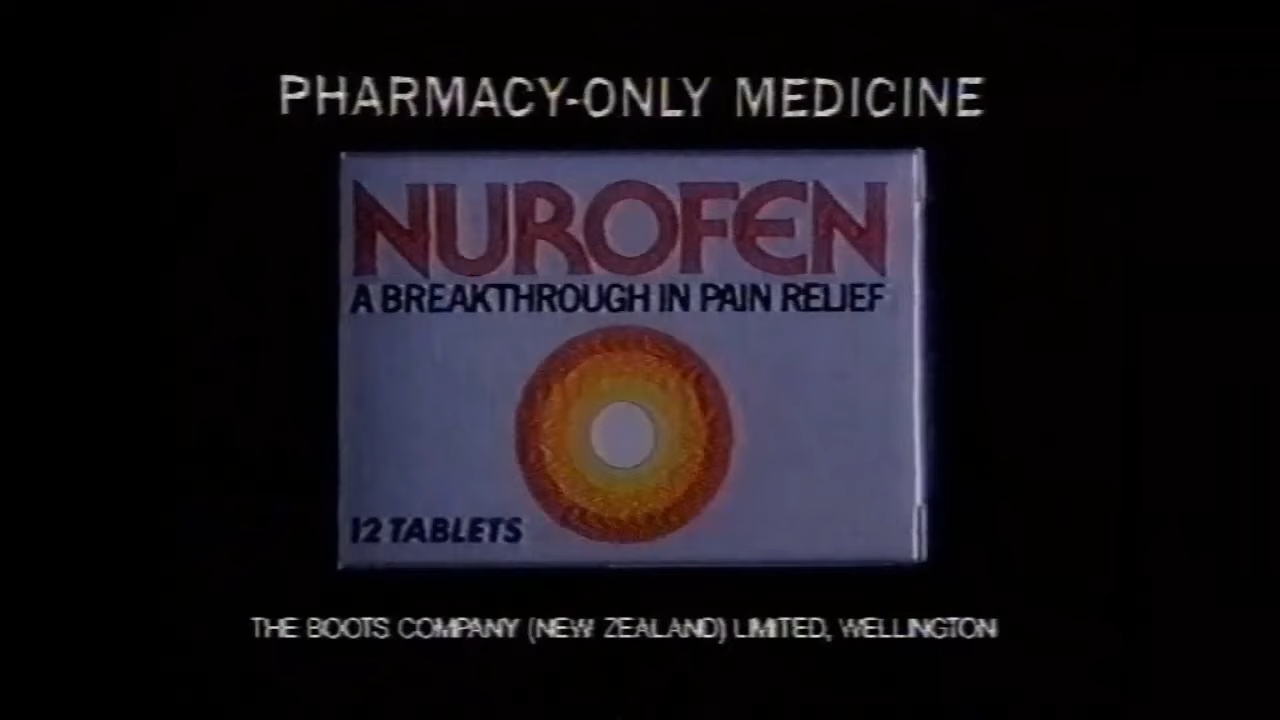 PHARMACY-ONLY MEDICINE
NUROFEN
A BREAKTHROUGH IN PAIN RELIEF
12 TABLETS
THE BOOTS COMPANY (NEW ZEALAND) LIMITED, WELLINGTON